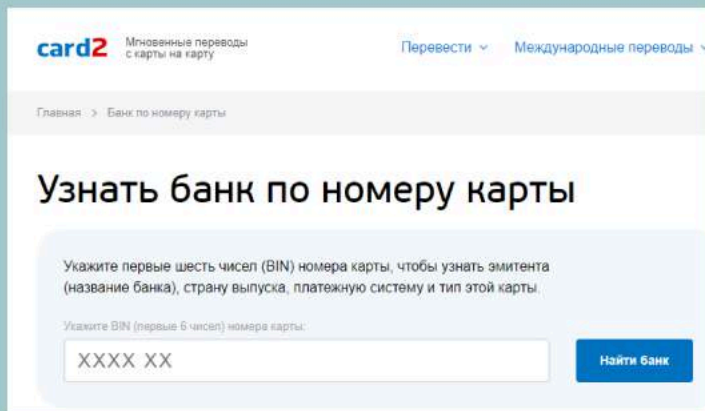 card2
Мгновенные переводы
с карты на карту
Перевести
Международные переводы
Главная > Банк по номеру карты
Узнать банк по номеру карты
Укажите первые шесть чисел (BIN) номера карты, чтобы узнать эмитента
(название банка), страну выпуска, платежную систему и тип этой карты.
Укажите BIN (первые 6 чисел) номера карты:
XXXX XX
Найти банк